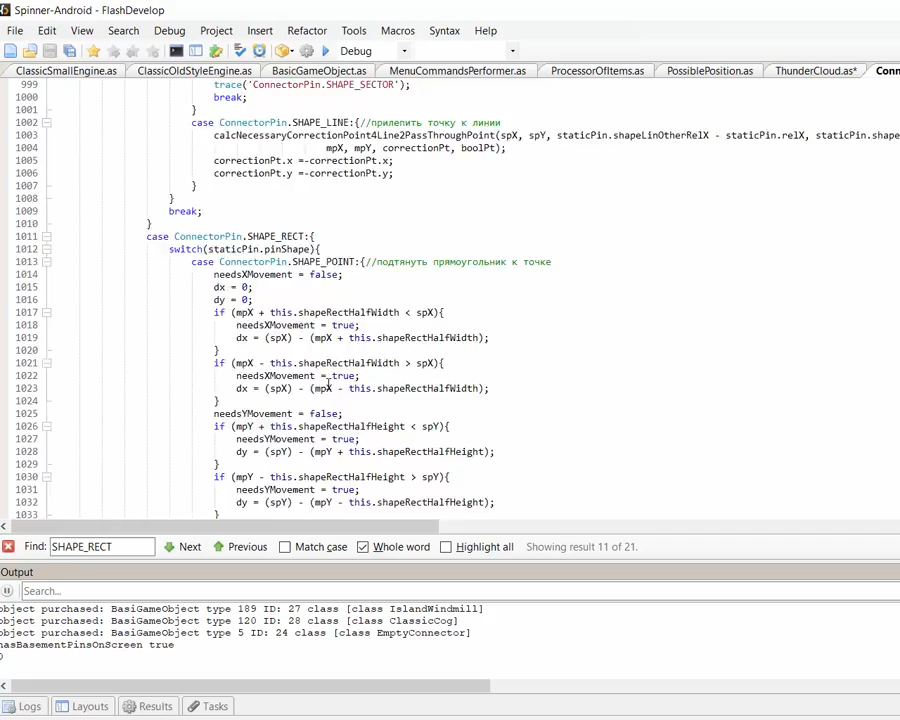 Spinner-Android - FlashDevelop
File Edit View Search Debug Project Insert Refactor Tools Macros Syntax Help
Debug
ClassicSmallEngine.as ClassicOldStyleEngine.as BasicGameObject.as MenuCommandsPerformer.as ProcessorOfItems.as PossiblePosition.as ThunderCloud.as* Conn
999 trace('ConnectorPin.SHAPE_SECTOR');
1000 break;
1001 }
1002 case ConnectorPin.SHAPE_LINE:{//прилепить точку к линии
1003 calcNecessaryCorrectionPoint4Line2PassThroughPoint(spX, spY, staticPin.shapeLinOtherRelX - staticPin.relX, staticPin.shape
1004 mpX, mpY, correctionPt, boolPt);
1005 correctionPt.x =-correctionPt.x;
1006 correctionPt.y =-correctionPt.y;
1007 }
1008 }
1009 break;
1010 }
1011 case ConnectorPin.SHAPE_RECT:{
1012 switch(staticPin.pinShape){
1013 case ConnectorPin.SHAPE_POINT:{//подтянуть прямоугольник к точке
1014 needsXMovement = false;
1015 dx = 0;
1016 dy = 0;
1017 if (mpX + this.shapeRectHalfWidth < spX){
1018 needsXMovement = true;
1019 dx = (spX) - (mpX + this.shapeRectHalfWidth);
1020 }
1021 if (mpX - this.shapeRectHalfWidth > spX){
1022 needsXMovement = true;
1023 dx = (spX) - (mpX - this.shapeRectHalfWidth);
1024 }
1025 needsYMovement = false;
1026 if (mpY + this.shapeRectHalfHeight < spY){
1027 needsYMovement = true;
1028 dy = (spY) - (mpY + this.shapeRectHalfHeight);
1029 }
1030 if (mpY - this.shapeRectHalfHeight > spY){
1031 needsYMovement = true;
1032 dy = (spY) - (mpY - this.shapeRectHalfHeight);
1033 }
Find: SHAPE_RECT Next Previous Match case Whole word Highlight all Showing result 11 of 21.
Output
Search...
object purchased: BasiGameObject type 189 ID: 27 class [class IslandWindmill]
object purchased: BasiGameObject type 120 ID: 28 class [class ClassicCog]
object purchased: BasiGameObject type 5 ID: 24 class [class EmptyConnector]
hasBasementPinsOnScreen true
0
Logs Layouts Results Tasks